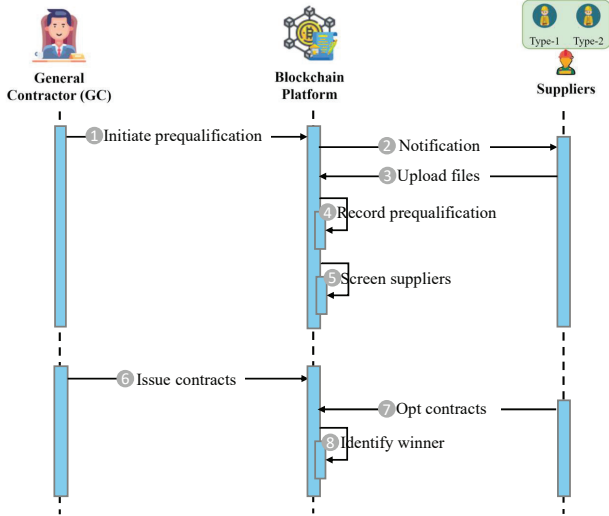 Type-1 Type-2
General
Contractor (GC)
Blockchain
Platform
Suppliers
1 Initiate prequalification
2 Notification
3 Upload files
4 Record prequalification
5 Screen suppliers
6 Issue contracts
7 Opt contracts
8 Identify winner